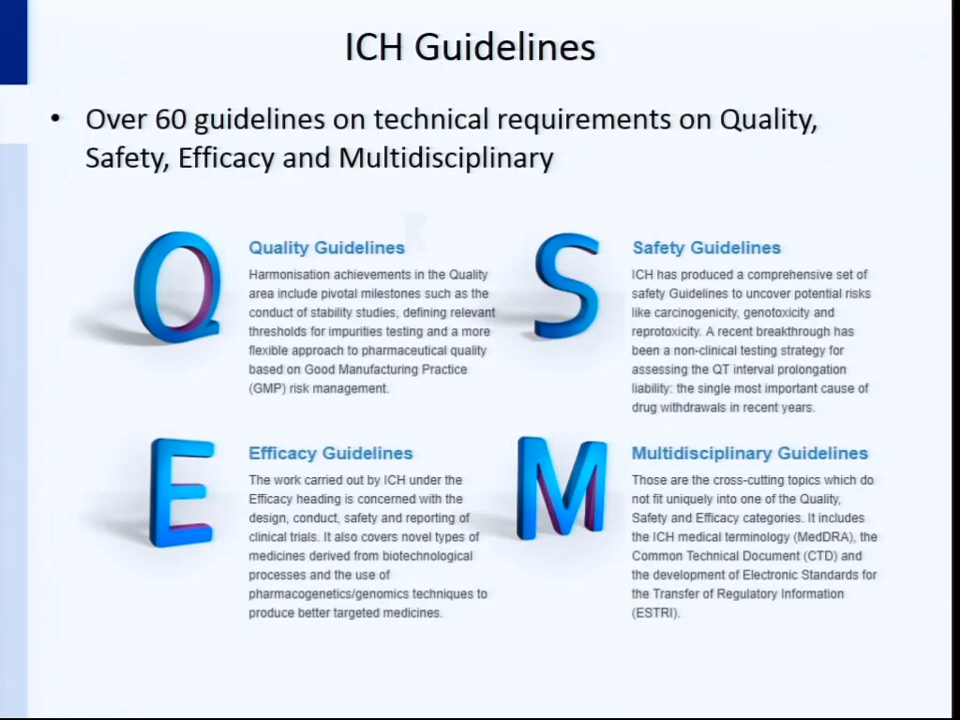 ICH Guidelines
• Over 60 guidelines on technical requirements on Quality,
Safety, Efficacy and Multidisciplinary
Q
Quality Guidelines
Harmonisation achievements in the Quality
area include pivotal milestones such as the
conduct of stability studies, defining relevant
thresholds for impurities testing and a more
flexible approach to pharmaceutical quality
based on Good Manufacturing Practice
(GMP) risk management.
S
Safety Guidelines
ICH has produced a comprehensive set of
safety Guidelines to uncover potential risks
like carcinogenicity, genotoxicity and
reprotoxicity. A recent breakthrough has
been a non-clinical testing strategy for
assessing the QT interval prolongation
liability: the single most important cause of
drug withdrawals in recent years.
E
Efficacy Guidelines
The work carried out by ICH under the
Efficacy heading is concerned with the
design, conduct, safety and reporting of
clinical trials. It also covers novel types of
medicines derived from biotechnological
processes and the use of
pharmacogenetics/genomics techniques to
produce better targeted medicines.
M
Multidisciplinary Guidelines
Those are the cross-cutting topics which do
not fit uniquely into one of the Quality,
Safety and Efficacy categories. It includes
the ICH medical terminology (MedDRA), the
Common Technical Document (CTD) and
the development of Electronic Standards for
the Transfer of Regulatory Information
(ESTRI).